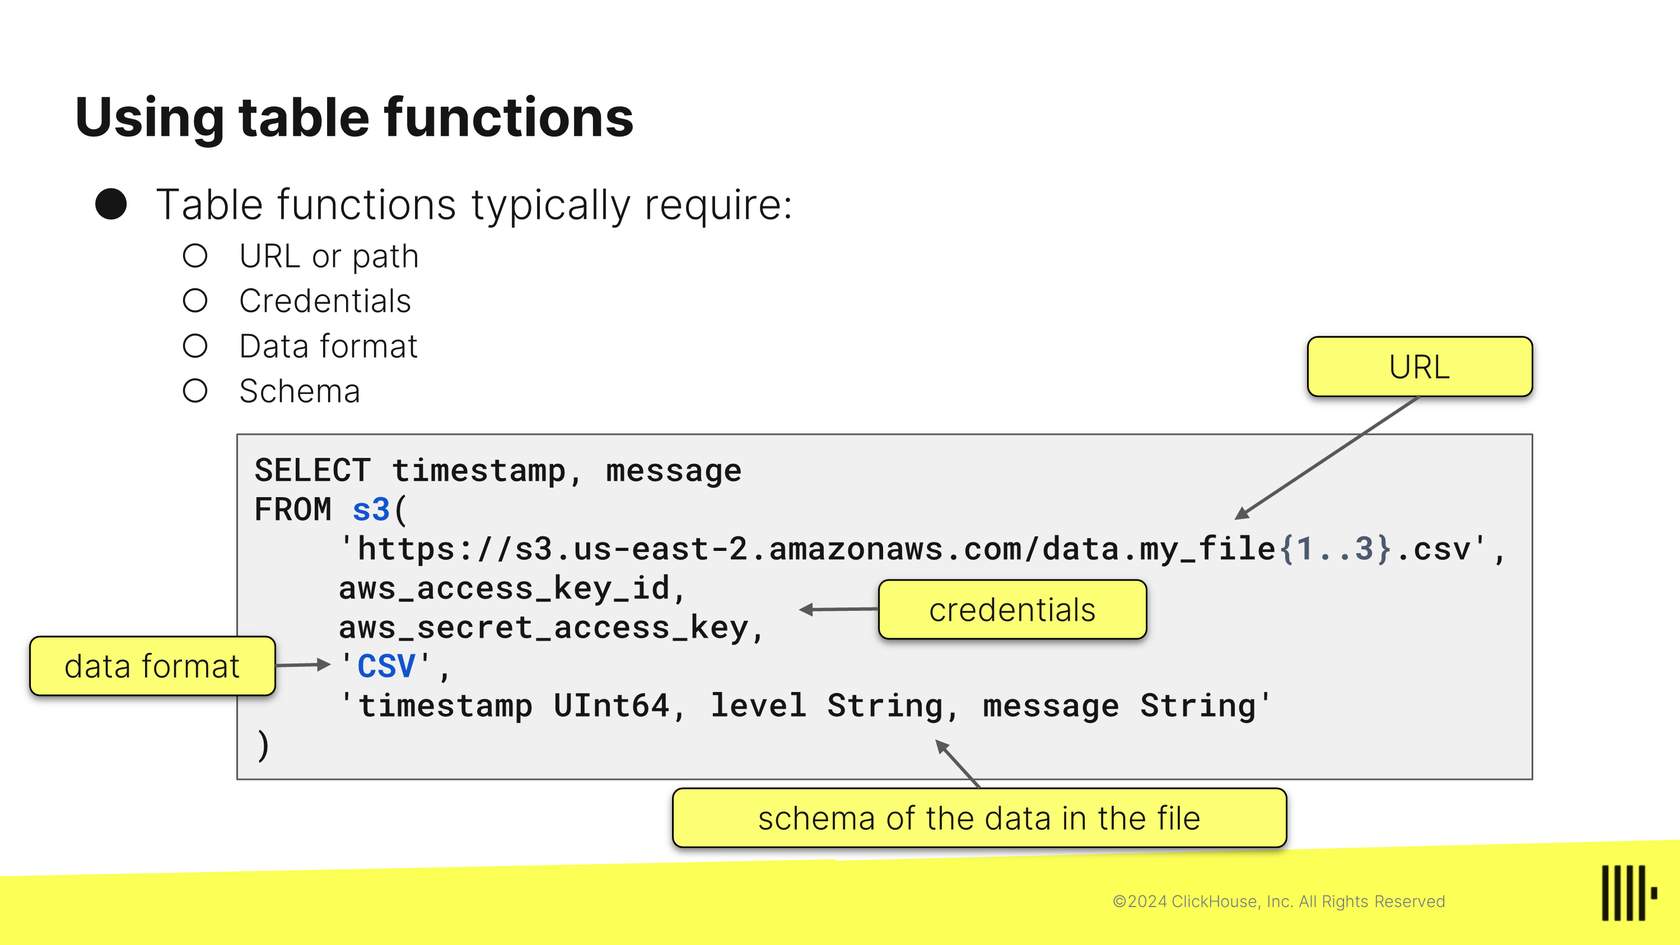 Using table functions
● Table functions typically require:
○ URL or path
○ Credentials
○ Data format
○ Schema
URL
SELECT timestamp, message
FROM s3(
'https://s3.us-east-2.amazonaws.com/data.my_file{1..3}.csv',
aws_access_key_id,
credentials
aws_secret_access_key,
data format
'CSV',
'timestamp UInt64, level String, message String'
)
schema of the data in the file
©2024 ClickHouse, Inc. All Rights Reserved